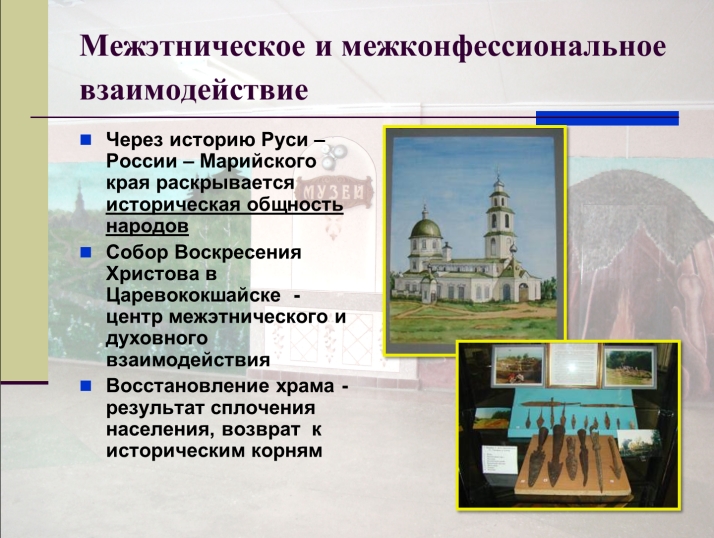 Межэтническое и межконфессиональное
взаимодействие
Через историю Руси –
России – Марийского
края раскрывается
историческая общность
народов
Собор Воскресения
Христова в
Царевококшайске -
центр межэтнического и
духовного
взаимодействия
Восстановление храма -
результат сплочения
населения, возврат к
историческим корням
МУЗЕЙ